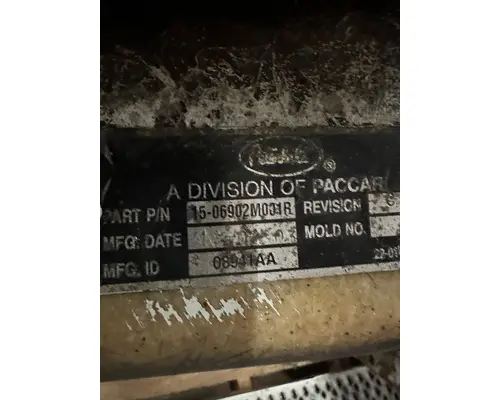 Peterbilt ®
A DIVISION OF PACCAR
PART P/N 15-06902M001R REVISION
MFG. DATE MOLD NO.
MFG. ID 06941AA